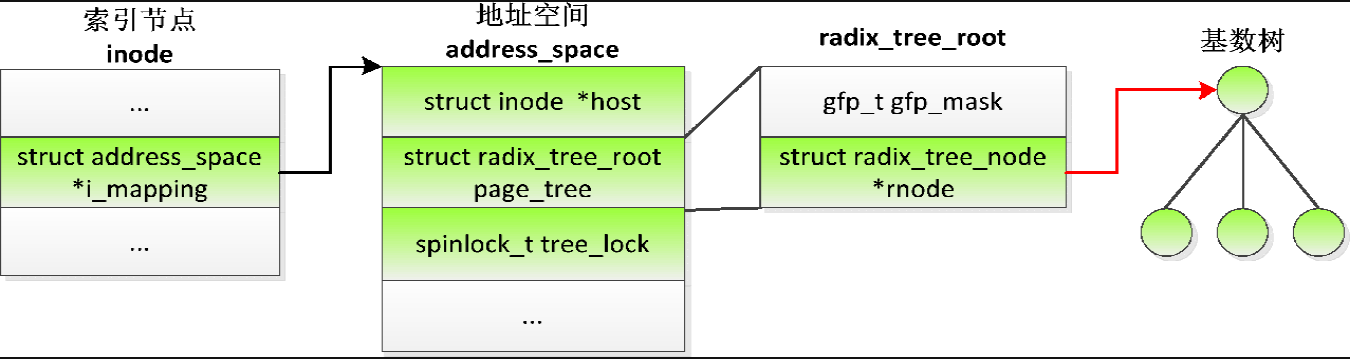 索引节点
inode
...
struct address_space
*i_mapping
...
地址空间
address_space
struct inode *host
struct radix_tree_root
page_tree
spinlock_t tree_lock
...
radix_tree_root
gfp_t gfp_mask
struct radix_tree_node
*rnode
基数树